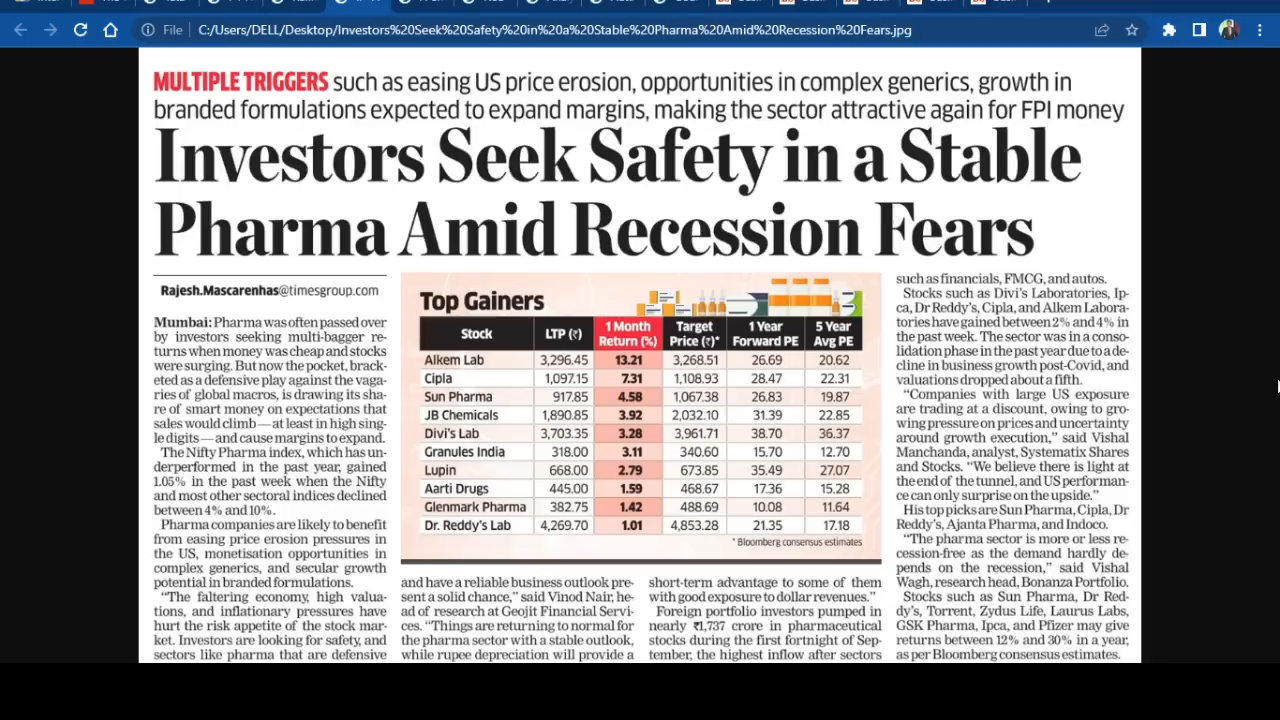 File
C:/Users/DELL/Desktop/Investors%20Seek%20Safety%20in%20a%20Stable%20Pharma%20Amid%20Recession%20Fears.jpg
MULTIPLE TRIGGERS such as easing US price erosion, opportunities in complex generics, growth in
branded formulations expected to expand margins, making the sector attractive again for FPI money
Investors Seek Safety in a Stable
Pharma Amid Recession Fears
Rajesh.Mascarenhas@timesgroup.com
Mumbai: Pharma was often passed over
by investors seeking multi-bagger re-
turns when money was cheap and stocks
were surging. But now the pocket, brack-
eted as a defensive play against the vaga-
ries of global macros, is drawing its sha-
re of smart money on expectations that
sales would climb — at least in high sing-
le digits — and cause margins to expand.
The Nifty Pharma index, which has un-
derperformed in the past year, gained
1.05% in the past week when the Nifty
and most other sectoral indices declined
between 4% and 10%.
Pharma companies are likely to benefit
from easing price erosion pressures in
the US, monetisation opportunities in
complex generics, and secular growth
potential in branded formulations.
"The faltering economy, high valua-
tions, and inflationary pressures have
hurt the risk appetite of the stock mar-
ket. Investors are looking for safety, and
sectors like pharma that are defensive
Top Gainers
Stock LTP (₹) 1 Month Return (%) Target Price (₹)* 1 Year Forward PE 5 Year Avg PE
Alkem Lab 3,296.45 13.21 3,268.51 26.69 20.62
Cipla 1,097.15 7.31 1,108.93 28.47 22.31
Sun Pharma 917.85 4.58 1,067.38 26.83 19.87
JB Chemicals 1,890.85 3.92 2,032.10 31.39 22.85
Divi's Lab 3,703.35 3.28 3,961.71 38.70 36.37
Granules India 318.00 3.11 340.60 15.70 12.70
Lupin 668.00 2.79 673.85 35.49 27.07
Aarti Drugs 445.00 1.59 468.67 17.36 15.28
Glenmark Pharma 382.75 1.42 488.69 10.08 11.64
Dr. Reddy's Lab 4,269.70 1.01 4,853.28 21.35 17.18
* Bloomberg consensus estimates
and have a reliable business outlook pre-
sent a solid chance," said Vinod Nair, he-
ad of research at Geojit Financial Servi-
ces. "Things are returning to normal for
the pharma sector with a stable outlook,
while rupee depreciation will provide a
short-term advantage to some of them
with good exposure to dollar revenues."
Foreign portfolio investors pumped in
nearly ₹1,737 crore in pharmaceutical
stocks during the first fortnight of Sep-
tember, the highest inflow after sectors
such as financials, FMCG, and autos.
Stocks such as Divi's Laboratories, Ip-
ca, Dr Reddy's, Cipla, and Alkem Labora-
tories have gained between 2% and 4% in
the past week. The sector was in a conso-
lidation phase in the past year due to a de-
cline in business growth post-Covid, and
valuations dropped about a fifth.
"Companies with large US exposure
are trading at a discount, owing to gro-
wing pressure on prices and uncertainty
around growth execution," said Vishal
Manchanda, analyst, Systematix Shares
and Stocks. "We believe there is light at
the end of the tunnel, and US performan-
ce can only surprise on the upside."
His top picks are Sun Pharma, Cipla, Dr
Reddy's, Ajanta Pharma, and Indoco.
"The pharma sector is more or less re-
cession-free as the demand hardly de-
pends on the recession," said Vishal
Wagh, research head, Bonanza Portfolio.
Stocks such as Sun Pharma, Dr Red-
dy's, Torrent, Zydus Life, Laurus Labs,
GSK Pharma, Ipca, and Pfizer may give
returns between 12% and 30% in a year,
as per Bloomberg consensus estimates.